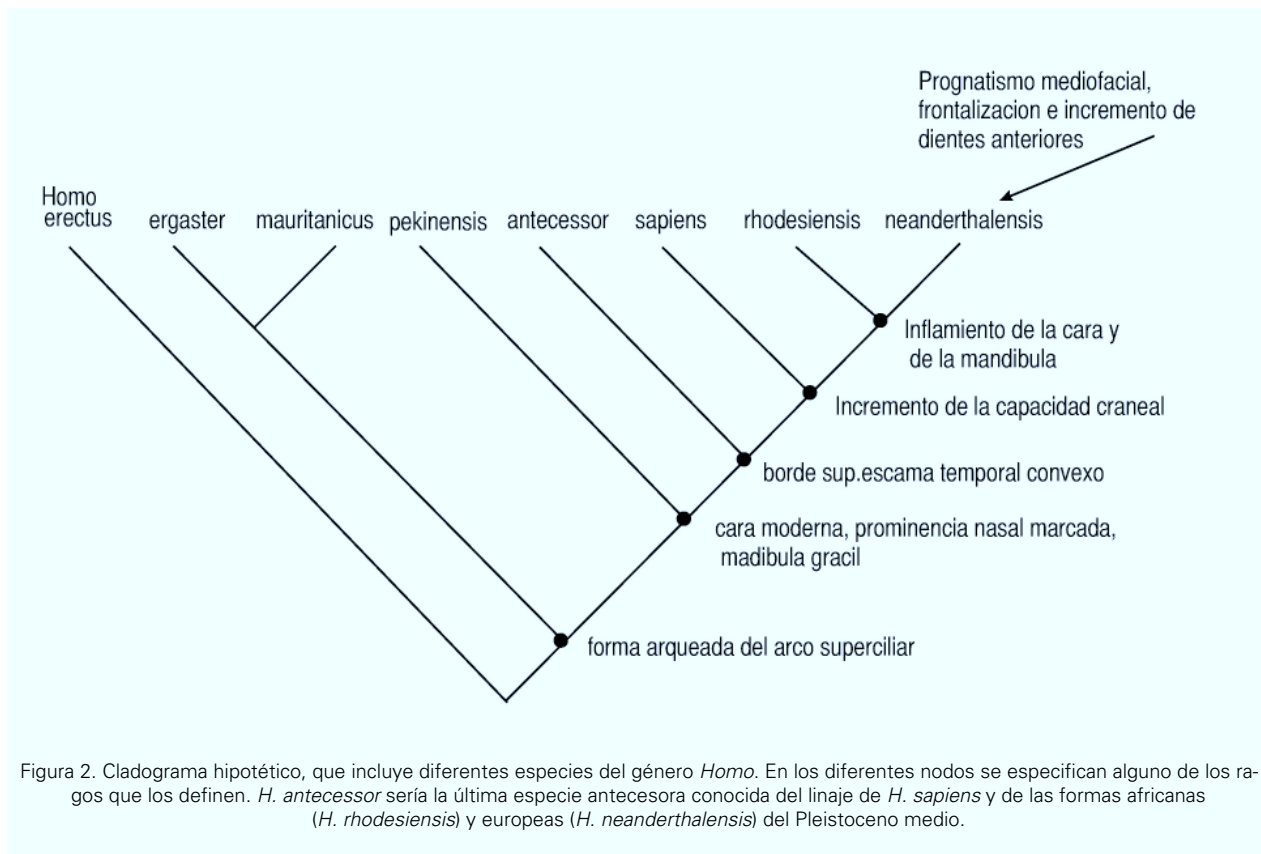 Prognatismo mediofacial,
frontalizacion e incremento de
dientes anteriores
Homo
erectus
ergaster
mauritanicus
pekinensis
antecessor
sapiens
rhodesiensis
neanderthalensis
Inflamiento de la cara y
de la mandibula
Incremento de la capacidad craneal
borde sup.escama temporal convexo
cara moderna, prominencia nasal marcada,
madibula gracil
forma arqueada del arco superciliar
Figura 2. Cladograma hipotético, que incluye diferentes especies del género Homo. En los diferentes nodos se especifican alguno de los ra-
gos que los definen. H. antecessor sería la última especie antecesora conocida del linaje de H. sapiens y de las formas africanas
(H. rhodesiensis) y europeas (H. neanderthalensis) del Pleistoceno medio.